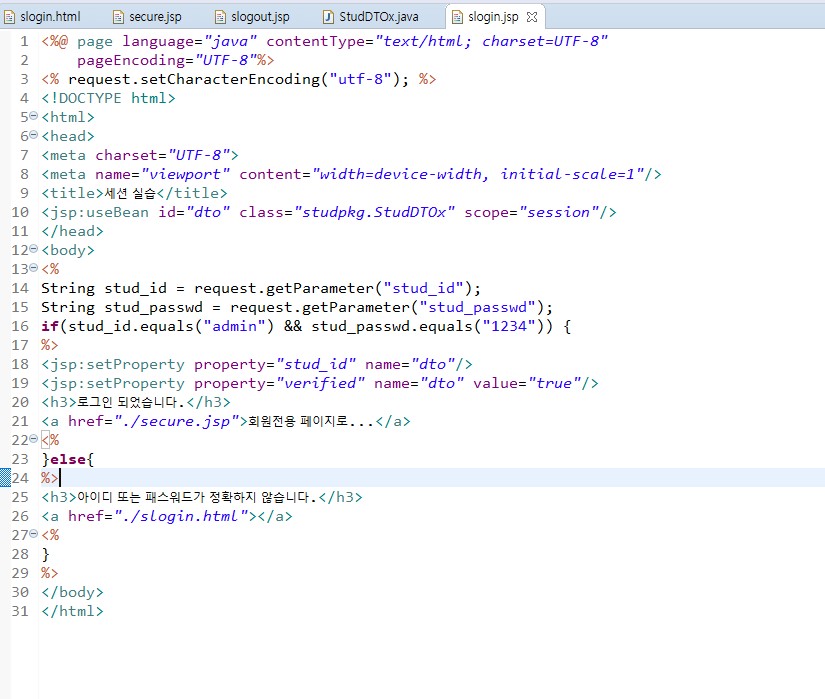 slogin.html secure.jsp slogout.jsp StudDTOx.java slogin.jsp
1 <%@ page language="java" contentType="text/html; charset=UTF-8"
2     pageEncoding="UTF-8"%>
3 <% request.setCharacterEncoding("utf-8"); %>
4 <!DOCTYPE html>
5 <html>
6 <head>
7 <meta charset="UTF-8">
8 <meta name="viewport" content="width=device-width, initial-scale=1"/>
9 <title>세션 실습</title>
10 <jsp:useBean id="dto" class="studpkg.StudDTOx" scope="session"/>
11 </head>
12 <body>
13 <%
14 String stud_id = request.getParameter("stud_id");
15 String stud_passwd = request.getParameter("stud_passwd");
16 if(stud_id.equals("admin") && stud_passwd.equals("1234")) {
17 %>
18 <jsp:setProperty property="stud_id" name="dto"/>
19 <jsp:setProperty property="verified" name="dto" value="true"/>
20 <h3>로그인 되었습니다.</h3>
21 <a href="./secure.jsp">회원전용 페이지로...</a>
22 <%
23 }else{
24 %>
25 <h3>아이디 또는 패스워드가 정확하지 않습니다.</h3>
26 <a href="./slogin.html"></a>
27 <%
28 }
29 %>
30 </body>
31 </html>